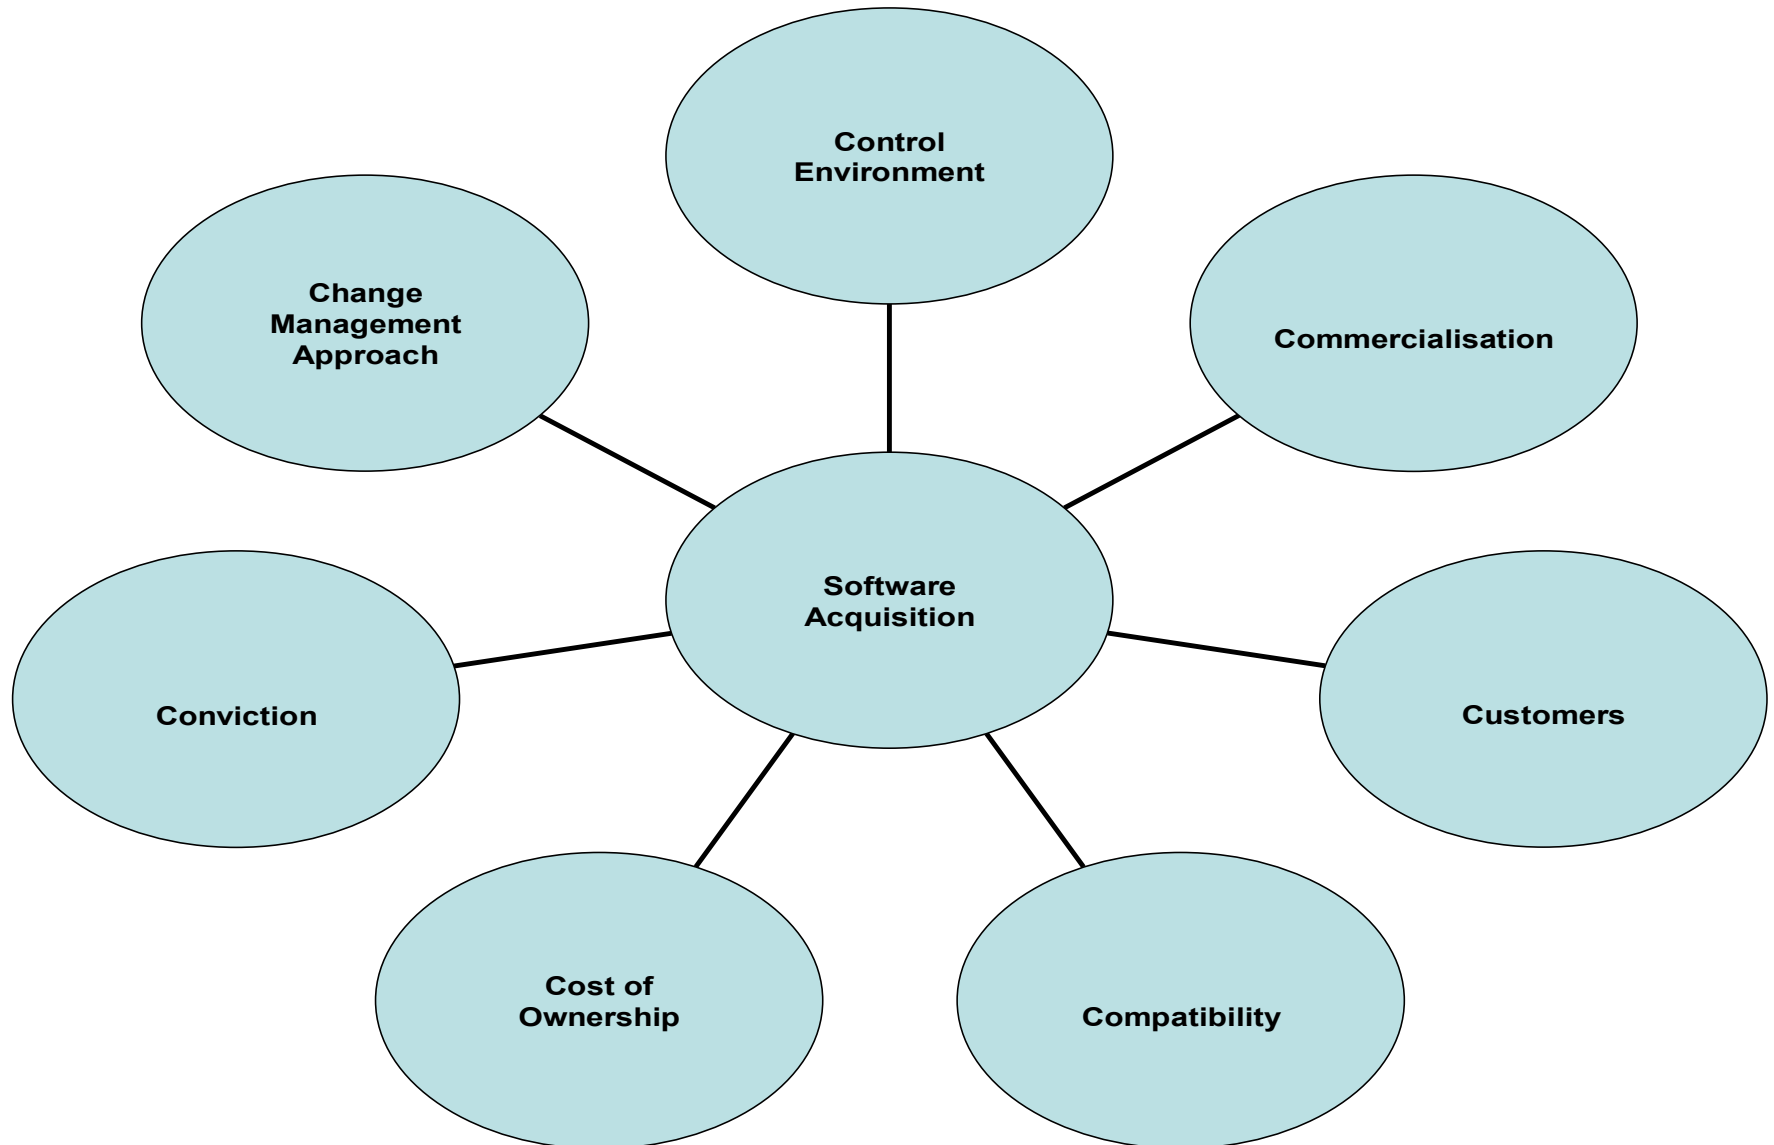 Control
Environment
Change
Management
Approach
Commercialisation
Software
Acquisition
Conviction
Customers
Cost of
Ownership
Compatibility